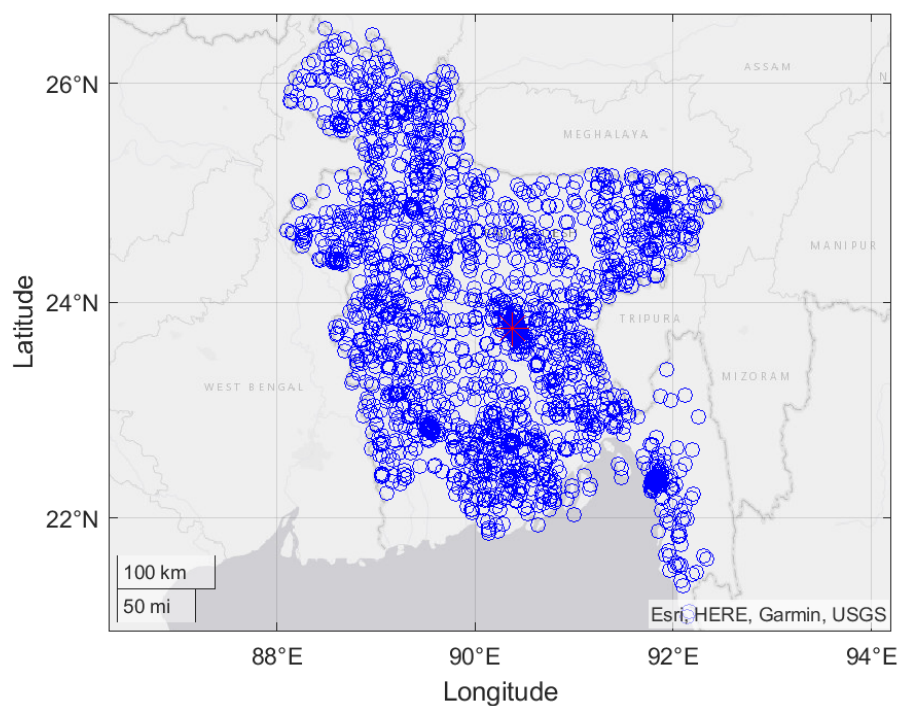 26°N
24°N
22°N
Latitude
ASSAM
N
MEGHALAYA
MANIPUR
TRIPURA
MIZORAM
WEST BENGAL
100 km
50 mi
Esri, HERE, Garmin, USGS
88°E
90°E
92°E
94°E
Longitude